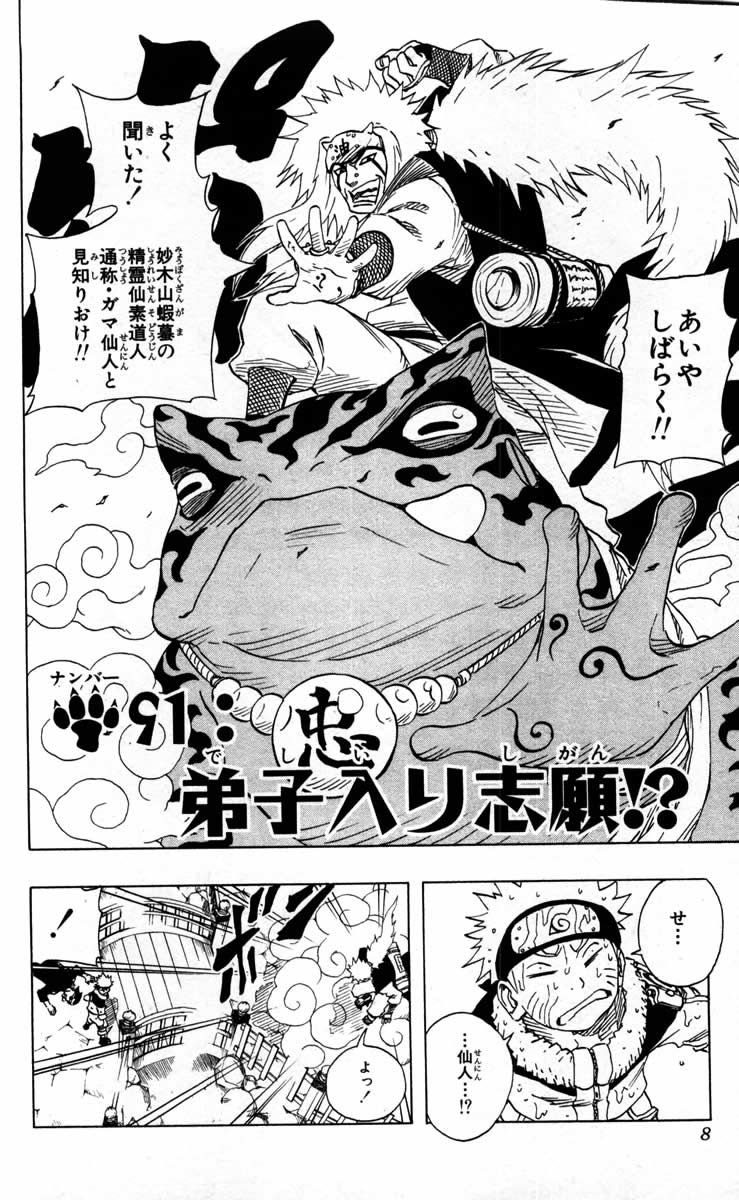 あいや
しばらく!!
よく
聞いた!
妙木山蝦蟇の
精霊仙素道人
通称・ガマ仙人と
見知りおけ!!
油
忠
ナンバー
91:
弟子入り志願!?
せ…
…仙人…!?
よっ!
!
8